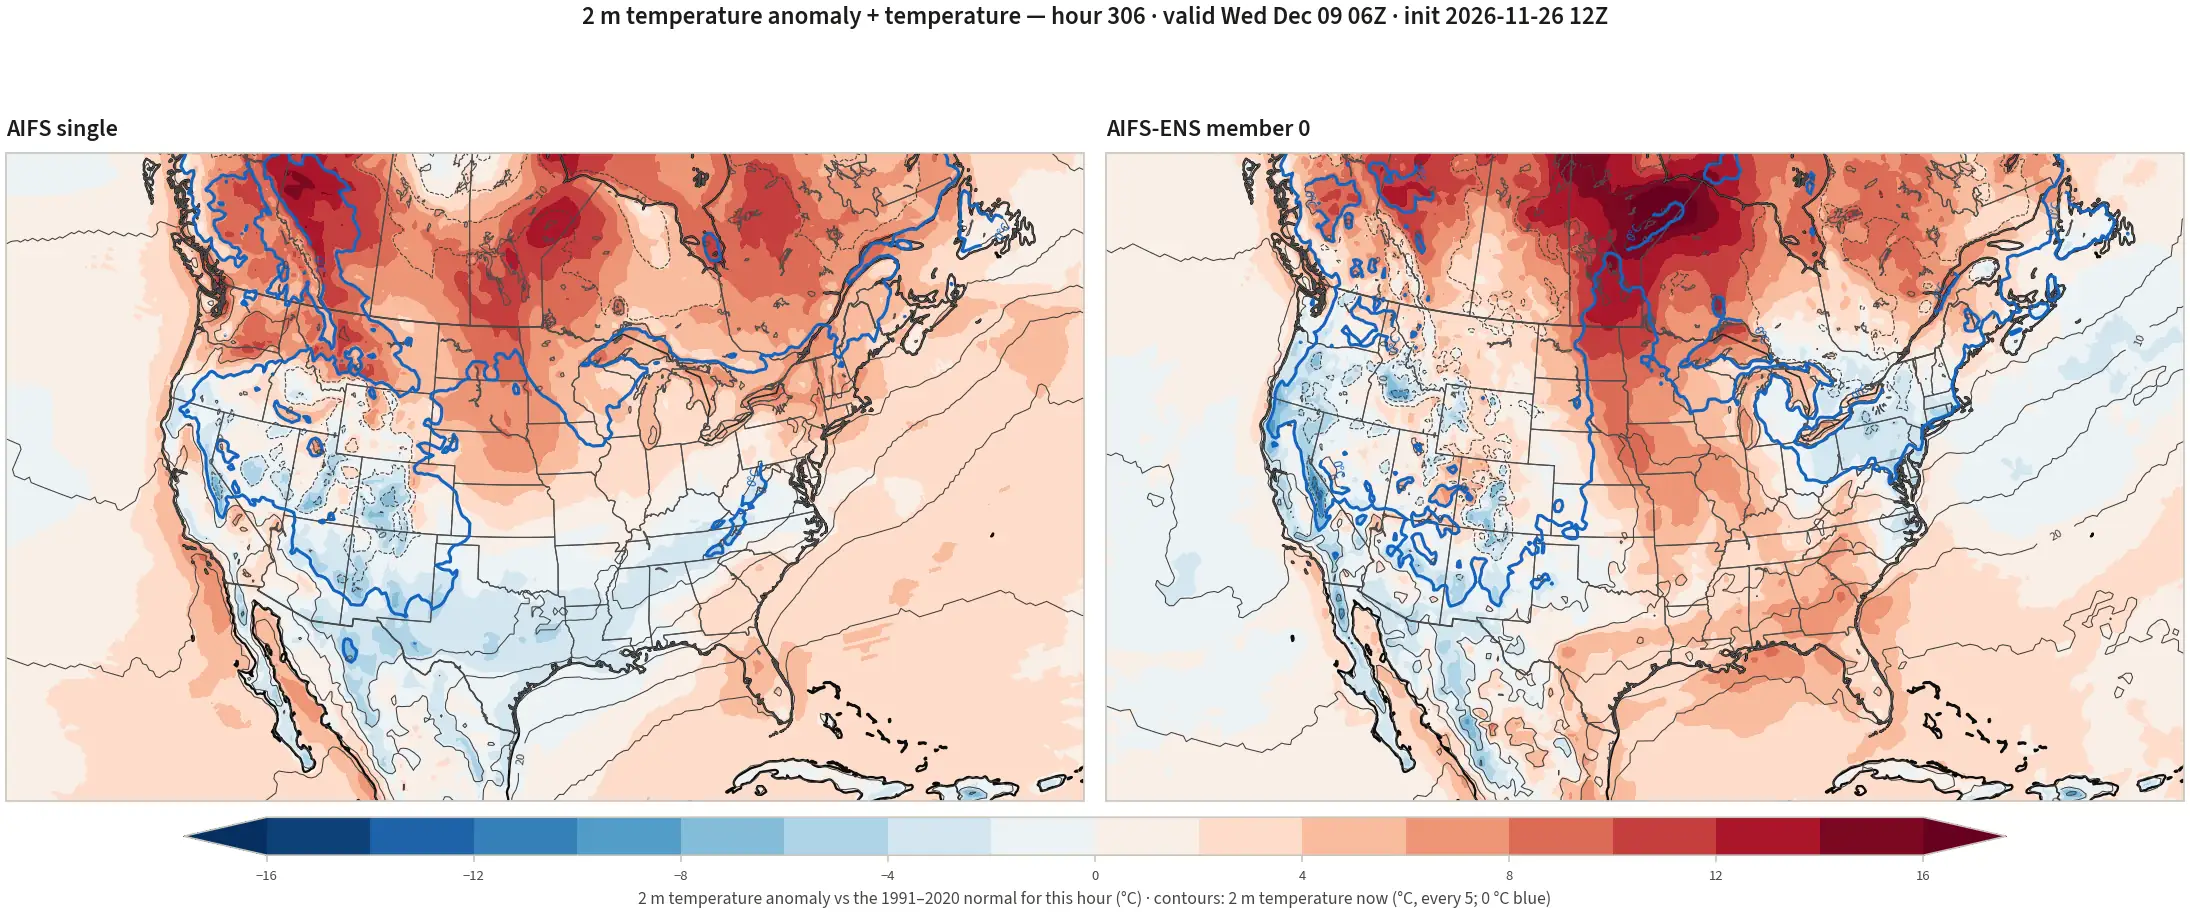 2 m temperature anomaly + temperature — hour 306 · valid Wed Dec 09 06Z · init 2026-11-26 12Z
AIFS single
AIFS-ENS member 0
−16 −12 −8 −4 0 4 8 12 16
2 m temperature anomaly vs the 1991–2020 normal for this hour (°C) · contours: 2 m temperature now (°C, every 5; 0 °C blue)